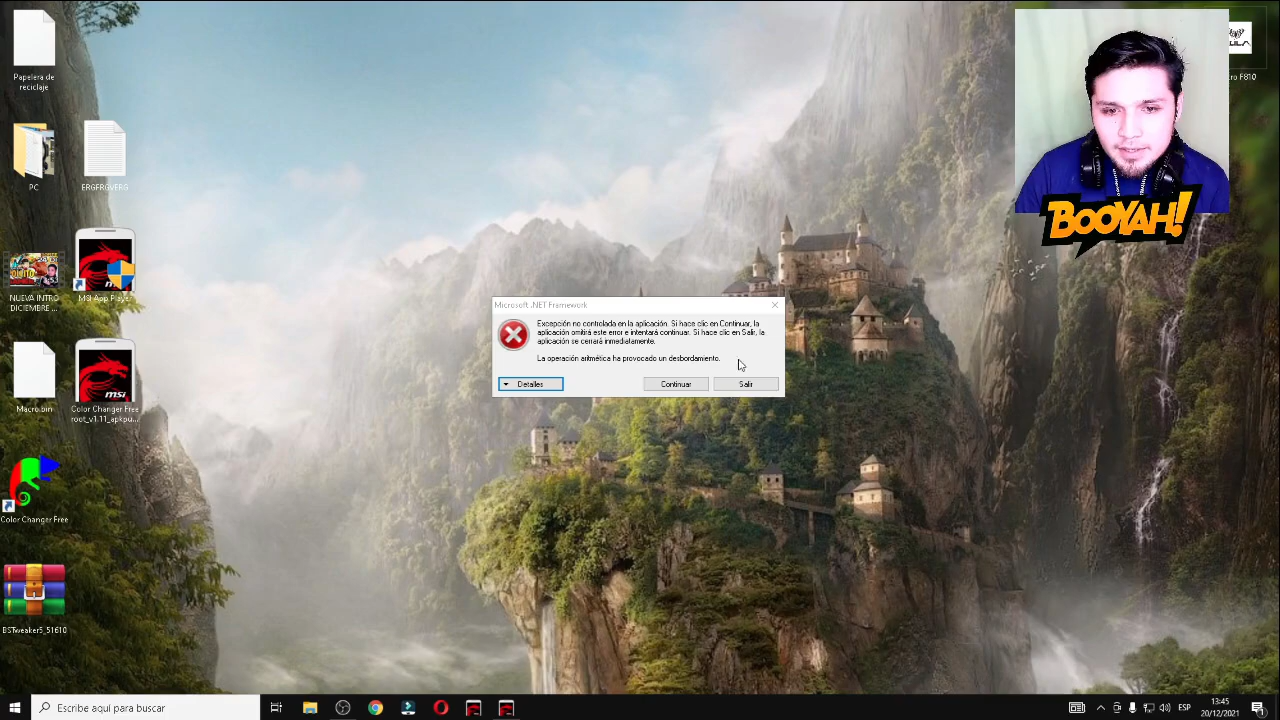 Papelera de
reciclaje
PC
ERGFRGVERG
NUEVA INTRO
DICIEMBRE ...
MSI App Player
Macro.bin
msi
Color Changer Free
root_v1.11_apkpu...
Color Changer Free
BSTweaker5_51610
Microsoft .NET Framework
Excepción no controlada en la aplicación. Si hace clic en Continuar, la
aplicación omitirá este error e intentará continuar. Si hace clic en Salir, la
aplicación se cerrará inmediatamente.
La operación aritmética ha provocado un desbordamiento.
Detalles
Continuar
Salir
BOOYAH!
F810
Escribe aquí para buscar
ESP
13:45
20/12/2021
1